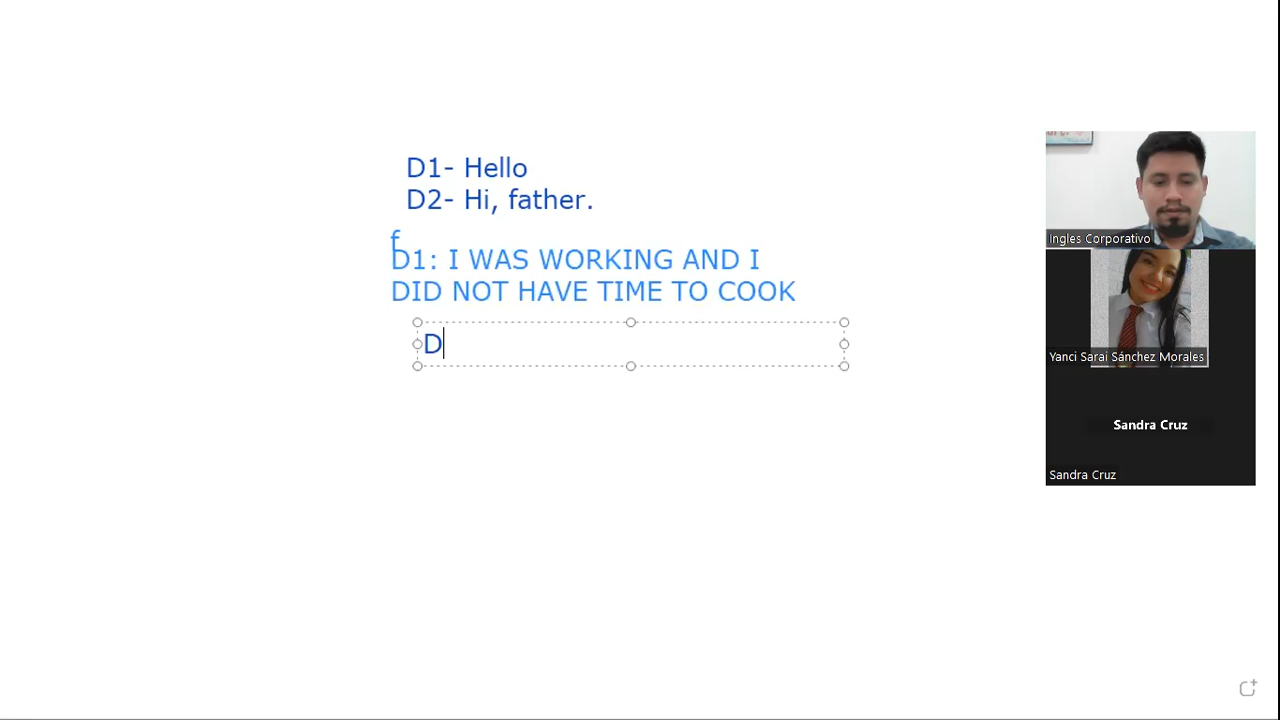 D1- Hello
D2- Hi, father.
f
D1: I WAS WORKING AND I
DID NOT HAVE TIME TO COOK
D
Ingles Corporativo
Yanci Sarai Sánchez Morales
Sandra Cruz
Sandra Cruz